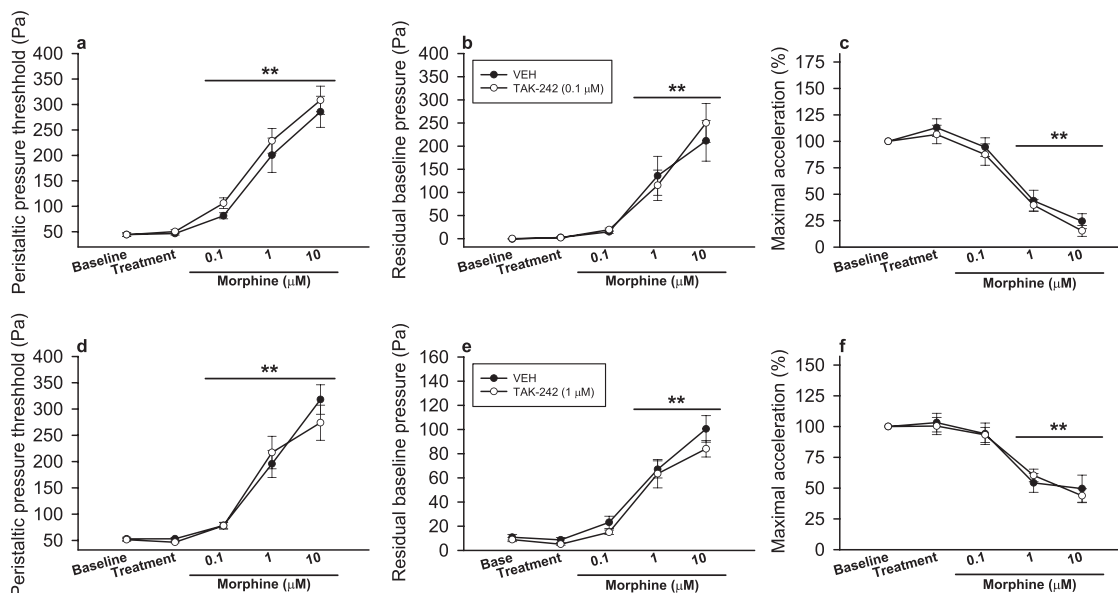 a
Peristaltic pressure threshhold (Pa)
400
350
300
250
200
150
100
50
**
Baseline
Treatment
0.1
1
10
Morphine (µM)
b
Residual baseline pressure (Pa)
400
350
300
250
200
150
100
50
0
VEH
TAK-242 (0.1 µM)
**
Baseline
Treatment
0.1
1
10
Morphine (µM)
c
Maximal acceleration (%)
175
150
125
100
75
50
25
0
**
Baseline
Treatmet
0.1
1
10
Morphine (µM)
d
Peristaltic pressure threshhold (Pa)
400
350
300
250
200
150
100
50
**
Baseline
Treatment
0.1
1
10
Morphine (µM)
e
Residual baseline pressure (Pa)
160
140
120
100
80
60
40
20
0
VEH
TAK-242 (1 µM)
**
Base
Treatment
0.1
1
10
Morphine (µM)
f
Maximal acceleration (%)
150
125
100
75
50
25
0
**
Baseline
Treatment
0.1
1
10
Morphine (µM)